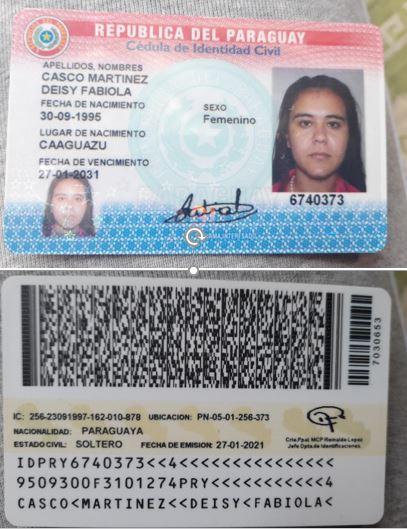 REPUBLICA DEL PARAGUAY
Cédula de Identidad Civil
APELLIDOS, NOMBRES
CASCO MARTINEZ
DEISY FABIOLA
FECHA DE NACIMIENTO
30-09-1995
SEXO
Femenino
LUGAR DE NACIMIENTO
CAAGUAZU
FECHA DE VENCIMIENTO
27-01-2031
6740373
7030653
IC: 256-23091997-162-010-878 UBICACION: PN-05-01-256-373
NACIONALIDAD: PARAGUAYA
ESTADO CIVIL: SOLTERO FECHA DE EMISION: 27-01-2021
Crio.Ppal. MCP Reinaldo Lopez
Jefe Dpto.de Identificaciones
IDPRY6740373<<4<<<<<<<<<<<<<<<
9509300F3101274PRY<<<<<<<<<<<4
CASCO<MARTINEZ<<DEISY<FABIOLA<